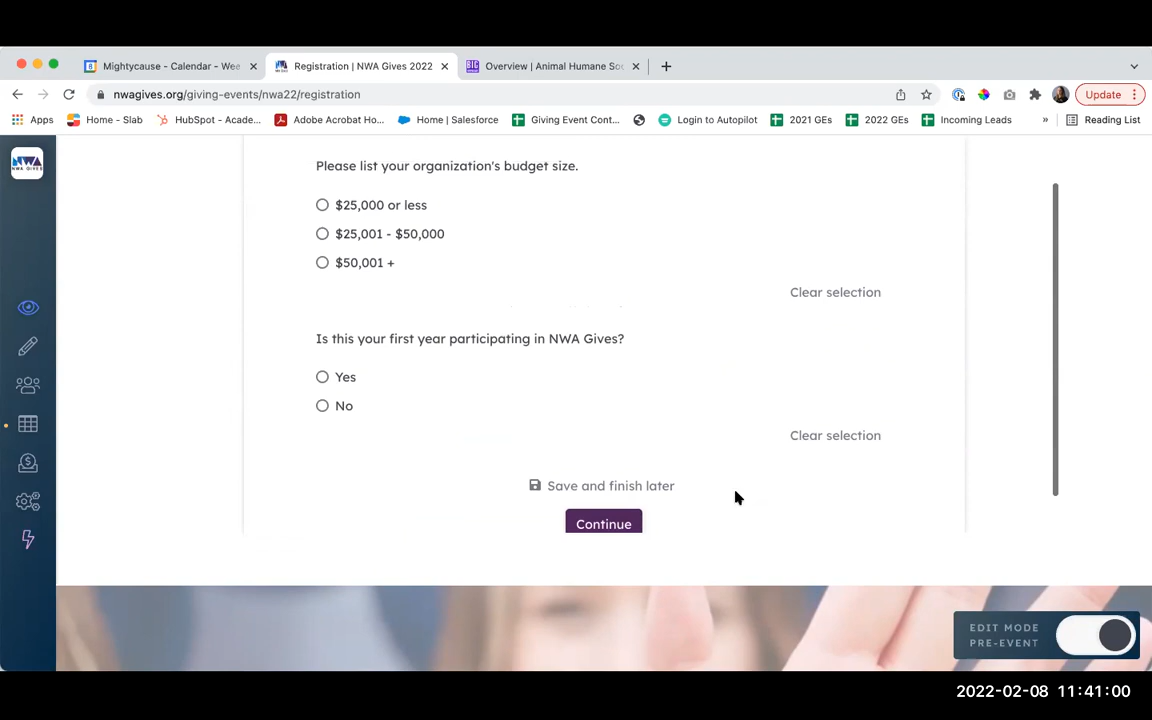 Mightycause - Calendar - Wee
Registration | NWA Gives 2022
Overview | Animal Humane Soc
nwagives.org/giving-events/nwa22/registration
Update
Apps
Home - Slab
HubSpot - Acade...
Adobe Acrobat Ho...
Home | Salesforce
Giving Event Cont...
Login to Autopilot
2021 GEs
2022 GEs
Incoming Leads
»
Reading List
NWA
NWA GIVES
Please list your organization's budget size.
$25,000 or less
$25,001 - $50,000
$50,001 +
Clear selection
Is this your first year participating in NWA Gives?
Yes
No
Clear selection
Save and finish later
Continue
EDIT MODE
PRE-EVENT
2022-02-08 11:41:00